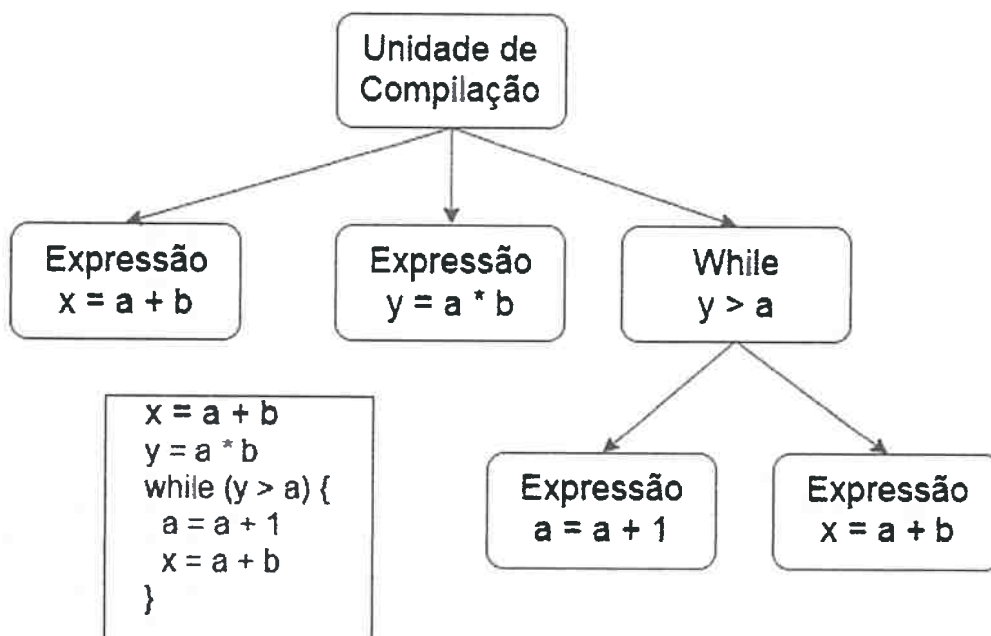 Unidade de
Compilação
Expressão
x = a + b
Expressão
y = a * b
While
y > a
x = a + b
y = a * b
while (y > a) {
a = a + 1
x = a + b
}
Expressão
a = a + 1
Expressão
x = a + b